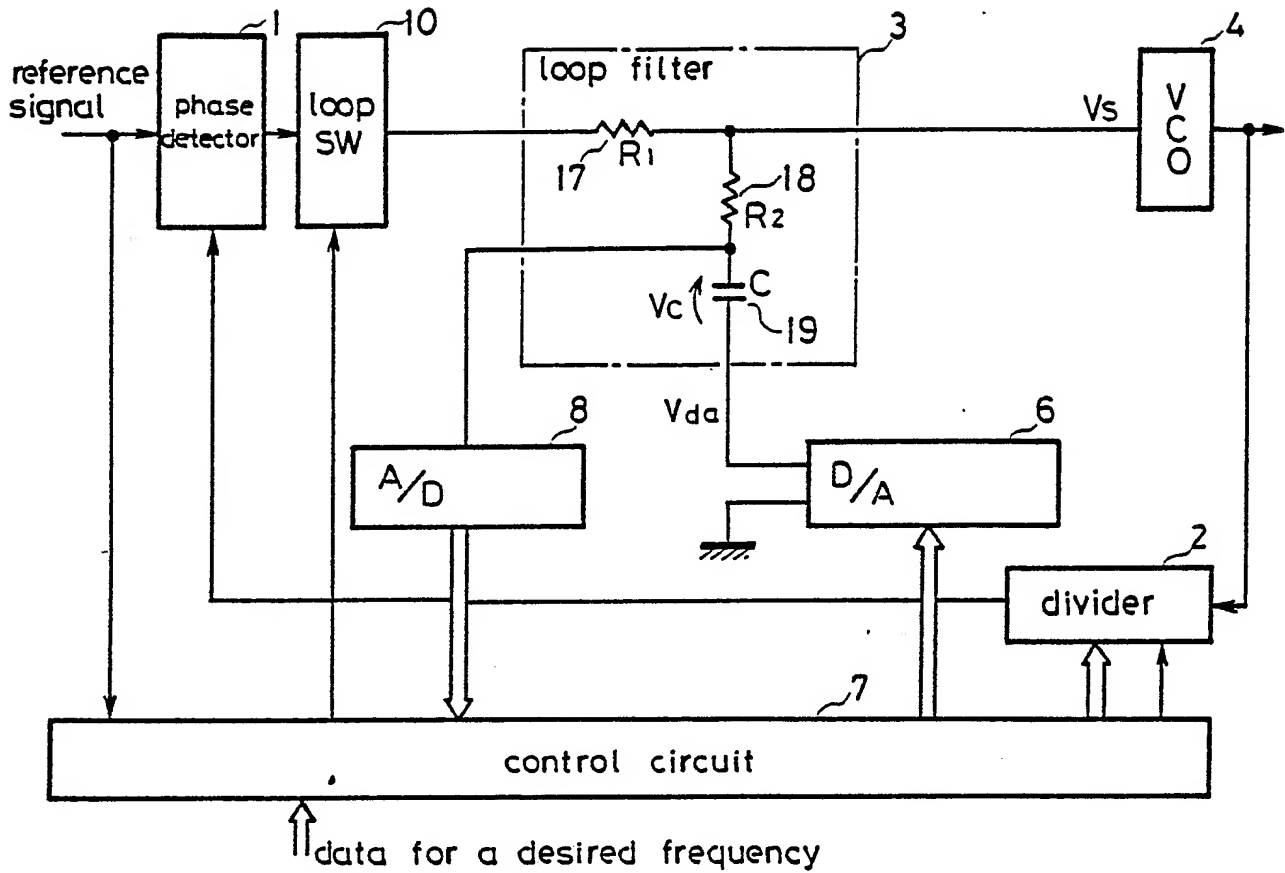 1
10
3
4
reference
signal
phase
detector
loop
SW
loop filter
17
R1
18
R2
Vs
V
C
O
Vc
C
19
Vda
8
A/D
6
D/A
2
divider
7
control circuit
data for a desired frequency